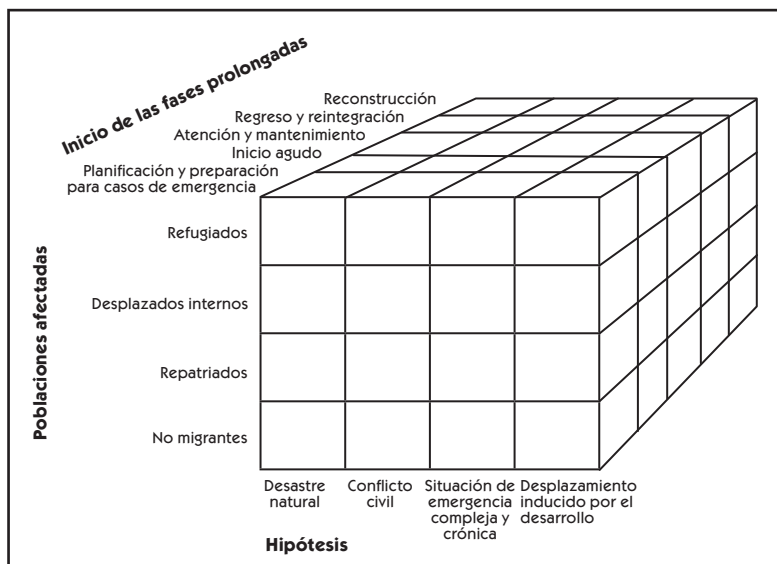 Inicio de las fases prolongadas
Reconstrucción
Regreso y reintegración
Atención y mantenimiento
Inicio agudo
Planificación y preparación
para casos de emergencia
Poblaciones afectadas
Refugiados
Desplazados internos
Repatriados
No migrantes
Desastre
natural
Conflicto
civil
Situación de
emergencia
compleja y
crónica
Desplazamiento
inducido por el
desarrollo
Hipótesis